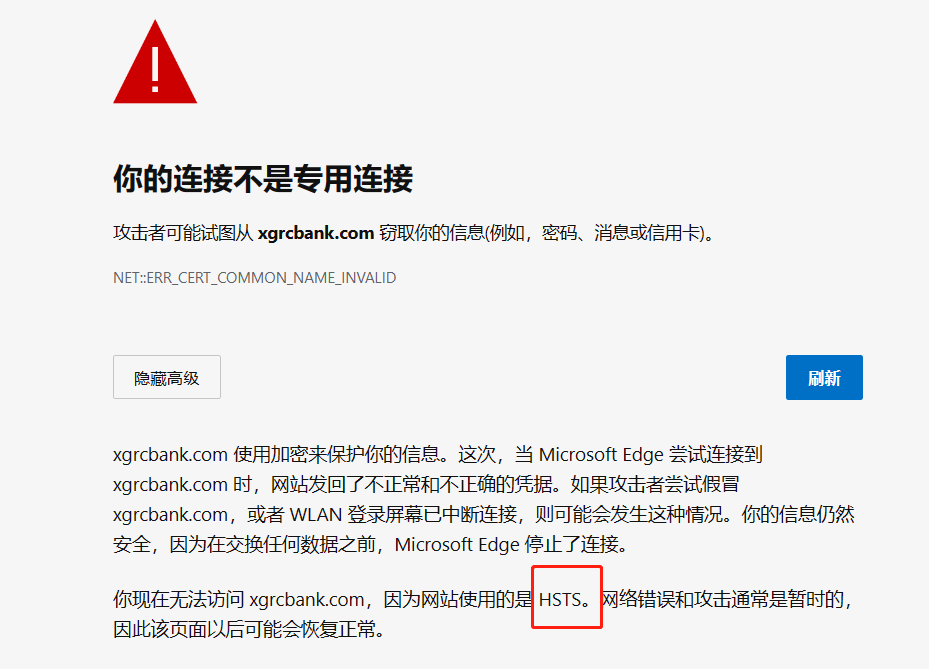 你的连接不是专用连接
攻击者可能试图从 xgrcbank.com 窃取你的信息(例如，密码、消息或信用卡)。
NET::ERR_CERT_COMMON_NAME_INVALID
隐藏高级
刷新
xgrcbank.com 使用加密来保护你的信息。这次，当 Microsoft Edge 尝试连接到
xgrcbank.com 时，网站发回了不正常和不正确的凭据。如果攻击者尝试假冒
xgrcbank.com，或者 WLAN 登录屏幕已中断连接，则可能会发生这种情况。你的信息仍然
安全，因为在交换任何数据之前，Microsoft Edge 停止了连接。
你现在无法访问 xgrcbank.com，因为网站使用的是 HSTS。网络错误和攻击通常是暂时的，
因此该页面以后可能会恢复正常。